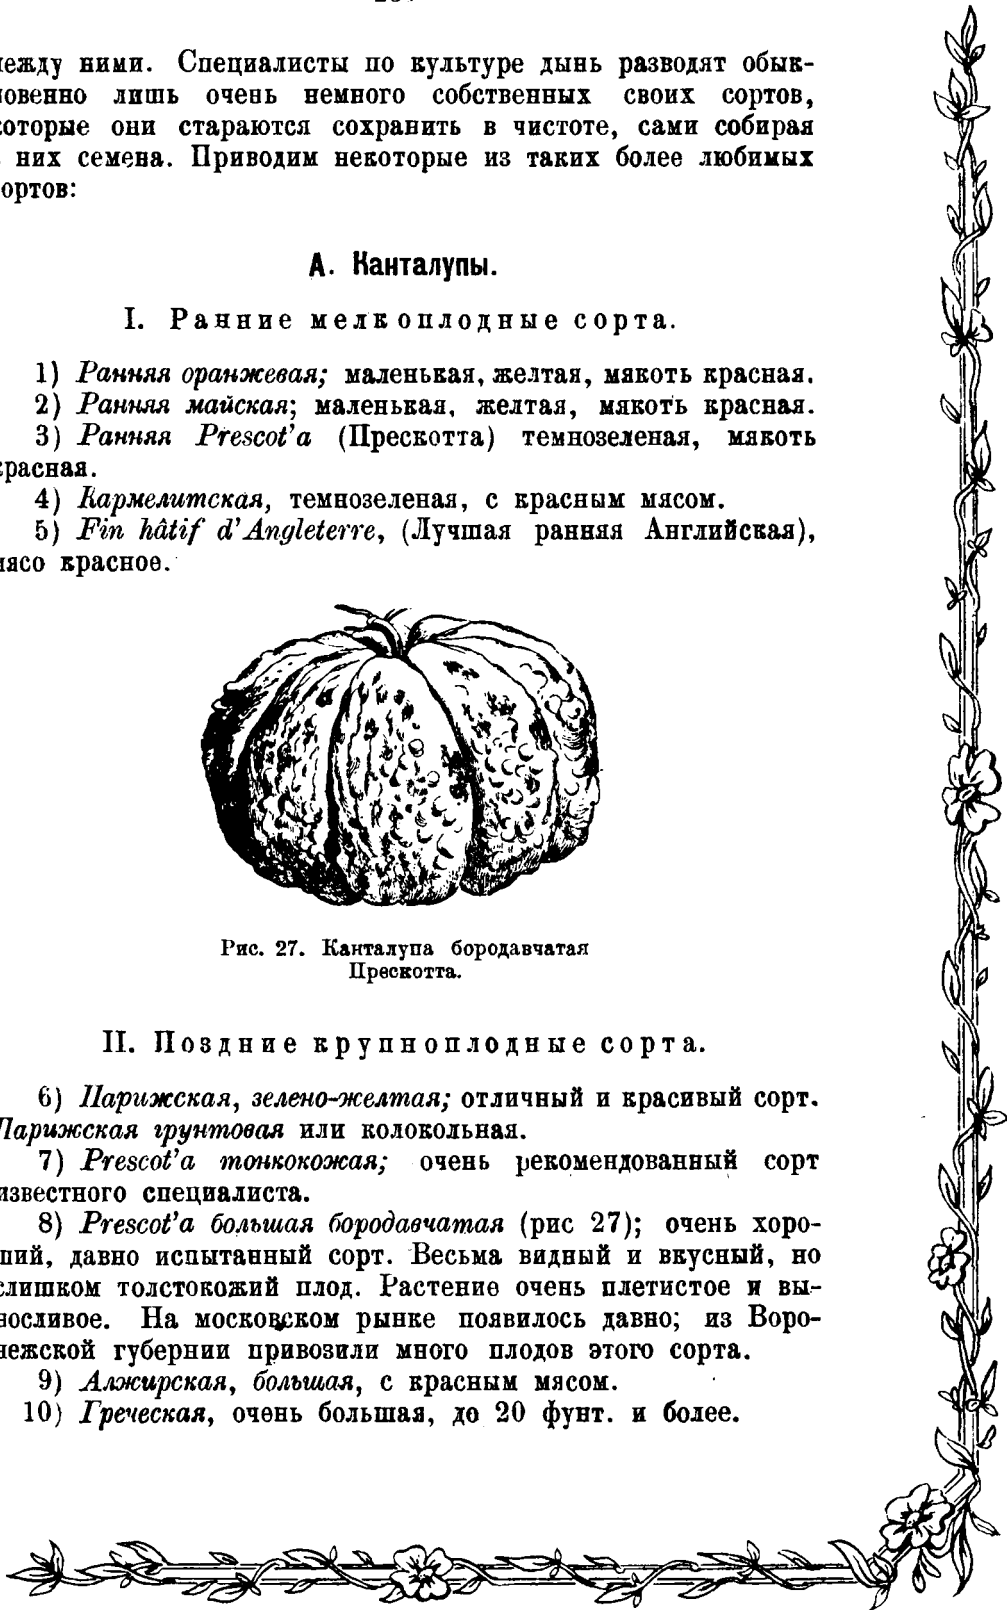 между ними. Специалисты по культуре дынь разводят обык-
новенно лишь очень немного собственных своих сортов,
которые они стараются сохранить в чистоте, сами собирая
них семена. Приводим некоторые из таких более любимых
сортов:
А. Канталупы.
I. Ранние мелкоплодные сорта.
1) Ранняя оранжевая; маленькая, желтая, мякоть красная.
2) Ранняя майская; маленькая, желтая, мякоть красная.
3) Ранняя Prescot'a (Прескотта) темнозеленая, мякоть
красная.
4) Кармелитская, темнозеленая, с красным мясом.
5) Fin hâtif d'Angleterre, (Лучшая ранняя Английская),
мясо красное.
Рис. 27. Канталупа бородавчатая
Прескотта.
II. Поздние крупноплодные сорта.
6) Парижская, зелено-желтая; отличный и красивый сорт.
Парижская грунтовая или колокольная.
7) Prescot'a тонкокожая; очень рекомендованный сорт
известного специалиста.
8) Prescot'a большая бородавчатая (рис 27); очень хоро-
ший, давно испытанный сорт. Весьма видный и вкусный, но
слишком толстокожий плод. Растение очень плетистое и вы-
носливое. На московском рынке появилось давно; из Воро-
нежской губернии привозили много плодов этого сорта.
9) Алжирская, большая, с красным мясом.
10) Греческая, очень большая, до 20 фунт. и более.